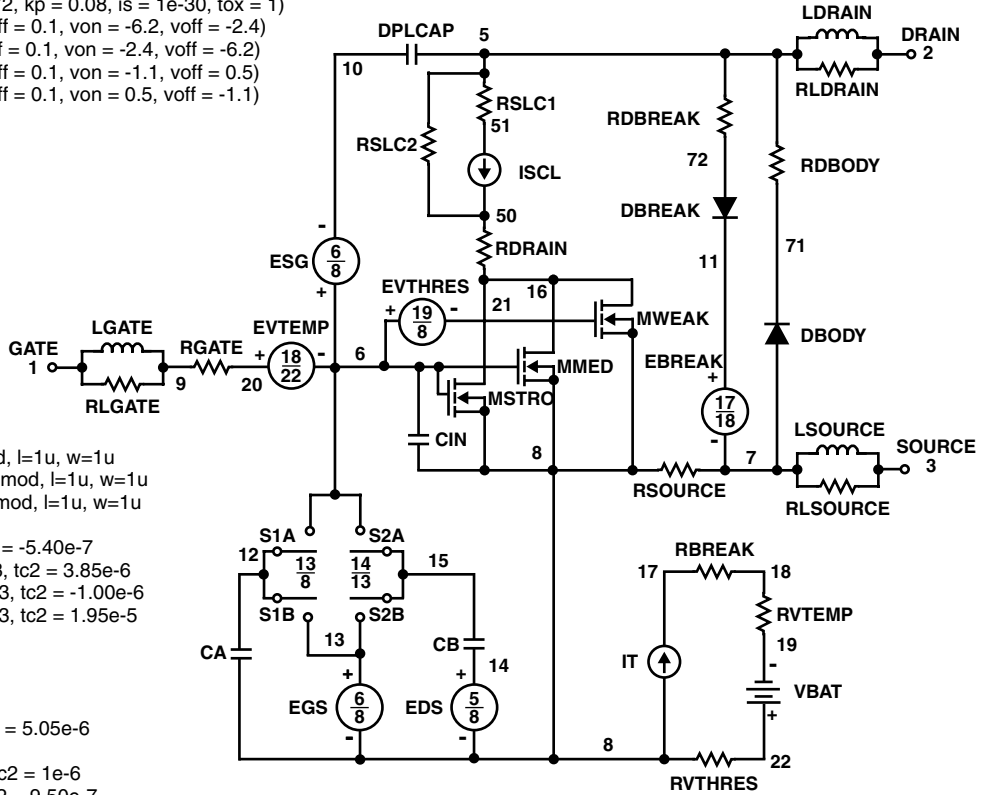 2, kp = 0.08, is = 1e-30, tox = 1)
ff = 0.1, von = -6.2, voff = -2.4)
f = 0.1, von = -2.4, voff = -6.2)
ff = 0.1, von = -1.1, voff = 0.5)
ff = 0.1, von = 0.5, voff = -1.1)
LDRAIN
DPLCAP
5
DRAIN
2
10
RLDRAIN
RSLC1
51
RDBREAK
RSLC2
72
ISCL
RDBODY
DBREAK
50
RDRAIN
71
ESG
6
8
11
EVTHRES
16
21
19
8
MWEAK
LGATE
EVTEMP
GATE
1
RGATE
18
22
6
MMED
EBREAK
DBODY
9
20
RLGATE
MSTRO
17
18
CIN
LSOURCE
8
7
SOURCE
3
RSOURCE
RLSOURCE
d, l=1u, w=1u
mod, l=1u, w=1u
nod, l=1u, w=1u
= -5.40e-7
3, tc2 = 3.85e-6
3, tc2 = -1.00e-6
3, tc2 = 1.95e-5
= 5.05e-6
c2 = 1e-6
S1A
S2A
12
13
8
14
13
15
S1B
S2B
13
CA
CB
14
EGS
6
8
EDS
5
8
RBREAK
17
18
RVTEMP
19
IT
VBAT
8
22
RVTHRES